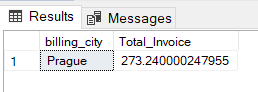 Results Messages
billing_city Total_Invoice
1 Prague 273.240000247955